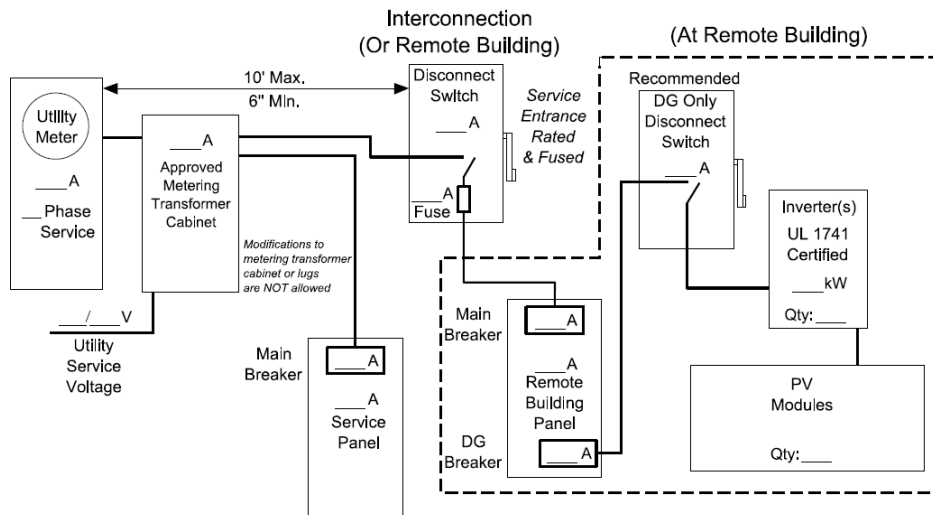 Interconnection
(Or Remote Building)
(At Remote Building)
10' Max.
6" Min.
Utility
Meter
___A
__Phase
Service
___A
Approved
Metering
Transformer
Cabinet
Modifications to
metering transformer
cabinet or lugs
are NOT allowed
___/___V
Utility
Service
Voltage
Disconnect
Switch
___A
___A
Fuse
Service
Entrance
Rated
& Fused
Recommended
DG Only
Disconnect
Switch
___A
Inverter(s)
UL 1741
Certified
___kW
Qty:___
Main
Breaker
___A
___A
Service
Panel
Main
Breaker
___A
___A
Remote
Building
Panel
DG
Breaker
___A
PV
Modules
Qty:___